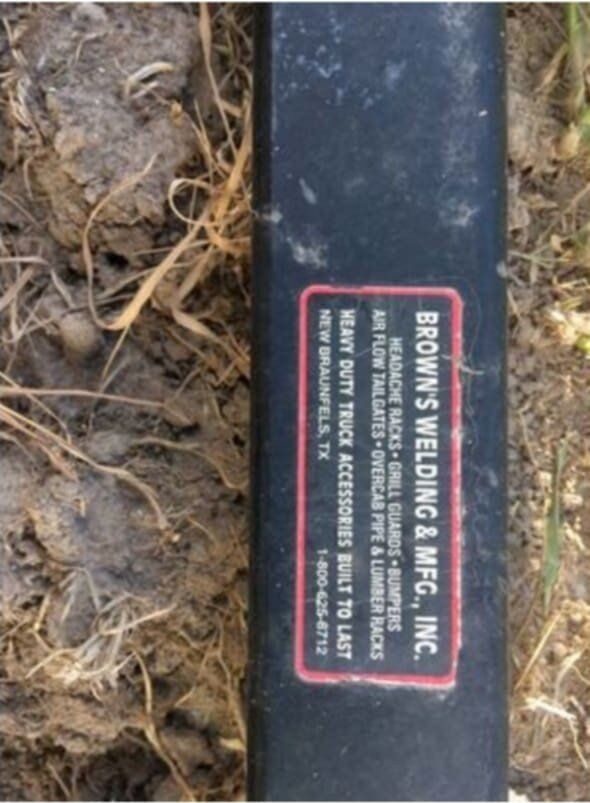 BROWN'S WELDING & MFG., INC.
HEADACHE RACKS • GRILL GUARDS • BUMPERS
AIR FLOW TAILGATES • OVERCAB PIPE & LUMBER RACKS
HEAVY DUTY TRUCK ACCESSORIES BUILT TO LAST
NEW BRAUNFELS, TX 1-800-625-8712